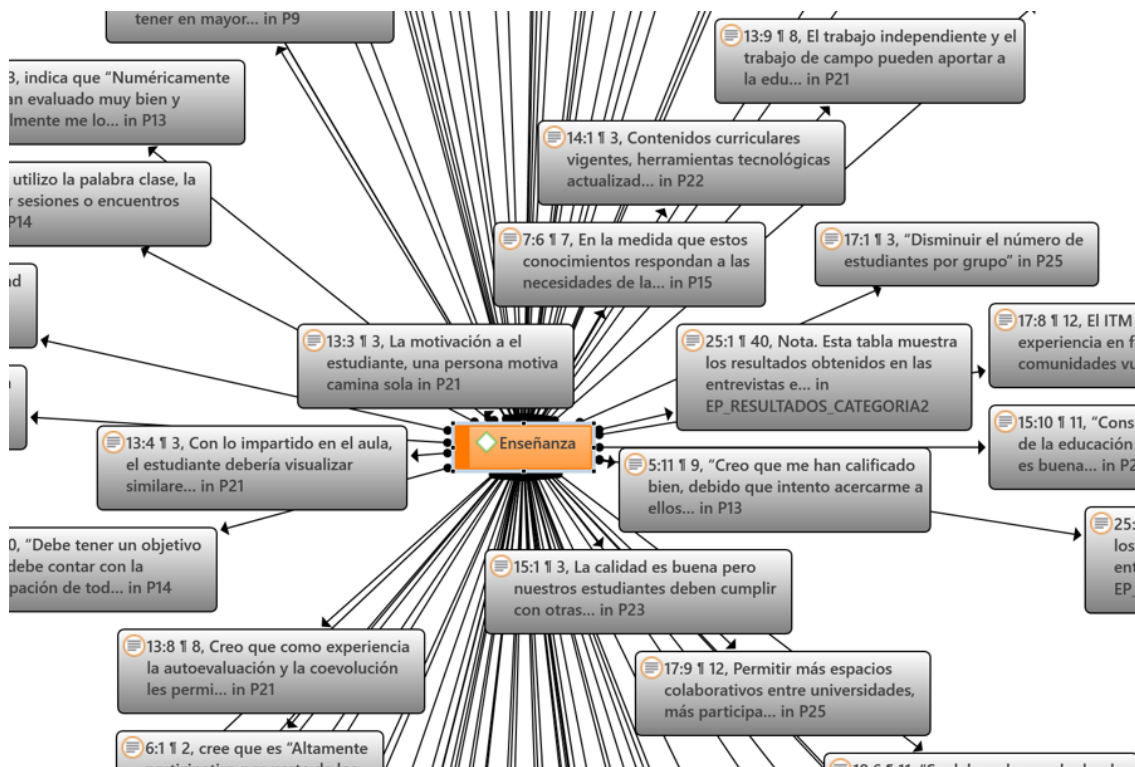 tener en mayor... in P9
13:9 ¶ 8, El trabajo independiente y el
trabajo de campo pueden aportar a
la edu... in P21
3, indica que “Numéricamente
an evaluado muy bien y
lmente me lo... in P13
14:1 ¶ 3, Contenidos curriculares
vigentes, herramientas tecnológicas
actualizad... in P22
utilizo la palabra clase, la
r sesiones o encuentros
P14
7:6 ¶ 7, En la medida que estos
conocimientos respondan a las
necesidades de la... in P15
17:1 ¶ 3, “Disminuir el número de
estudiantes por grupo” in P25
13:3 ¶ 3, La motivación a el
estudiante, una persona motiva
camina sola in P21
25:1 ¶ 40, Nota. Esta tabla muestra
los resultados obtenidos en las
entrevistas e... in
EP_RESULTADOS_CATEGORIA2
17:8 ¶ 12, El ITM
experiencia en f
comunidades vu
Enseñanza
13:4 ¶ 3, Con lo impartido en el aula,
el estudiante debería visualizar
similare... in P21
15:10 ¶ 11, “Cons
de la educación
es buena... in P2
5:11 ¶ 9, “Creo que me han calificado
bien, debido que intento acercarme a
ellos... in P13
0, “Debe tener un objetivo
debe contar con la
pación de tod... in P14
25:
los
ent
EP_
15:1 ¶ 3, La calidad es buena pero
nuestros estudiantes deben cumplir
con otras... in P23
13:8 ¶ 8, Creo que como experiencia
la autoevaluación y la coevolución
les permi... in P21
17:9 ¶ 12, Permitir más espacios
colaborativos entre universidades,
más participa... in P25
6:1 ¶ 2, cree que es “Altamente